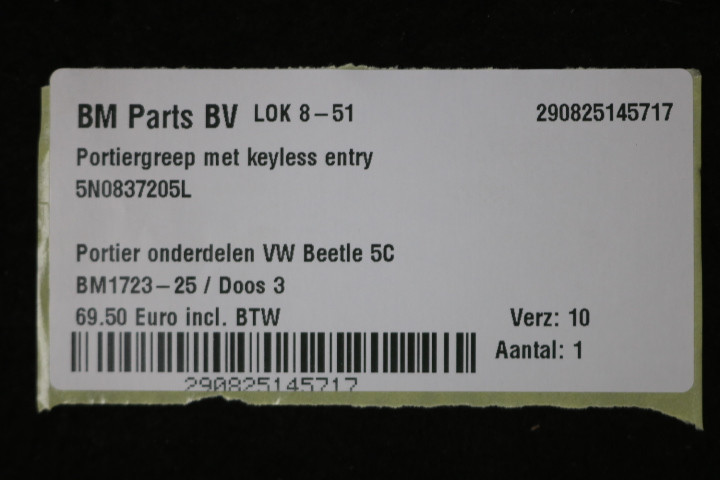 BM Parts BV LOK 8-51 290825145717
Portiergreep met keyless entry
5N0837205L
Portier onderdelen VW Beetle 5C
BM1723-25 / Doos 3
69.50 Euro incl. BTW Verz: 10
Aantal: 1
290825145717